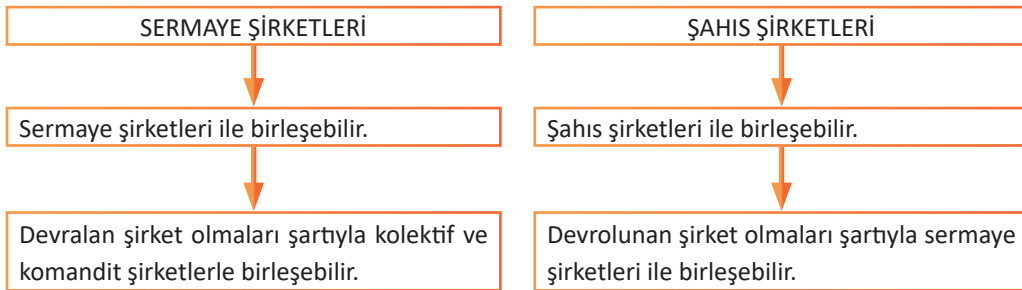 SERMAYE ŞİRKETLERİ
Sermaye şirketleri ile birleşebilir.
Devralan şirket olmaları şartıyla kolektif ve
komandit şirketlerle birleşebilir.
ŞAHIS ŞİRKETLERİ
Şahıs şirketleri ile birleşebilir.
Devrolunan şirket olmaları şartıyla sermaye
şirketleri ile birleşebilir.